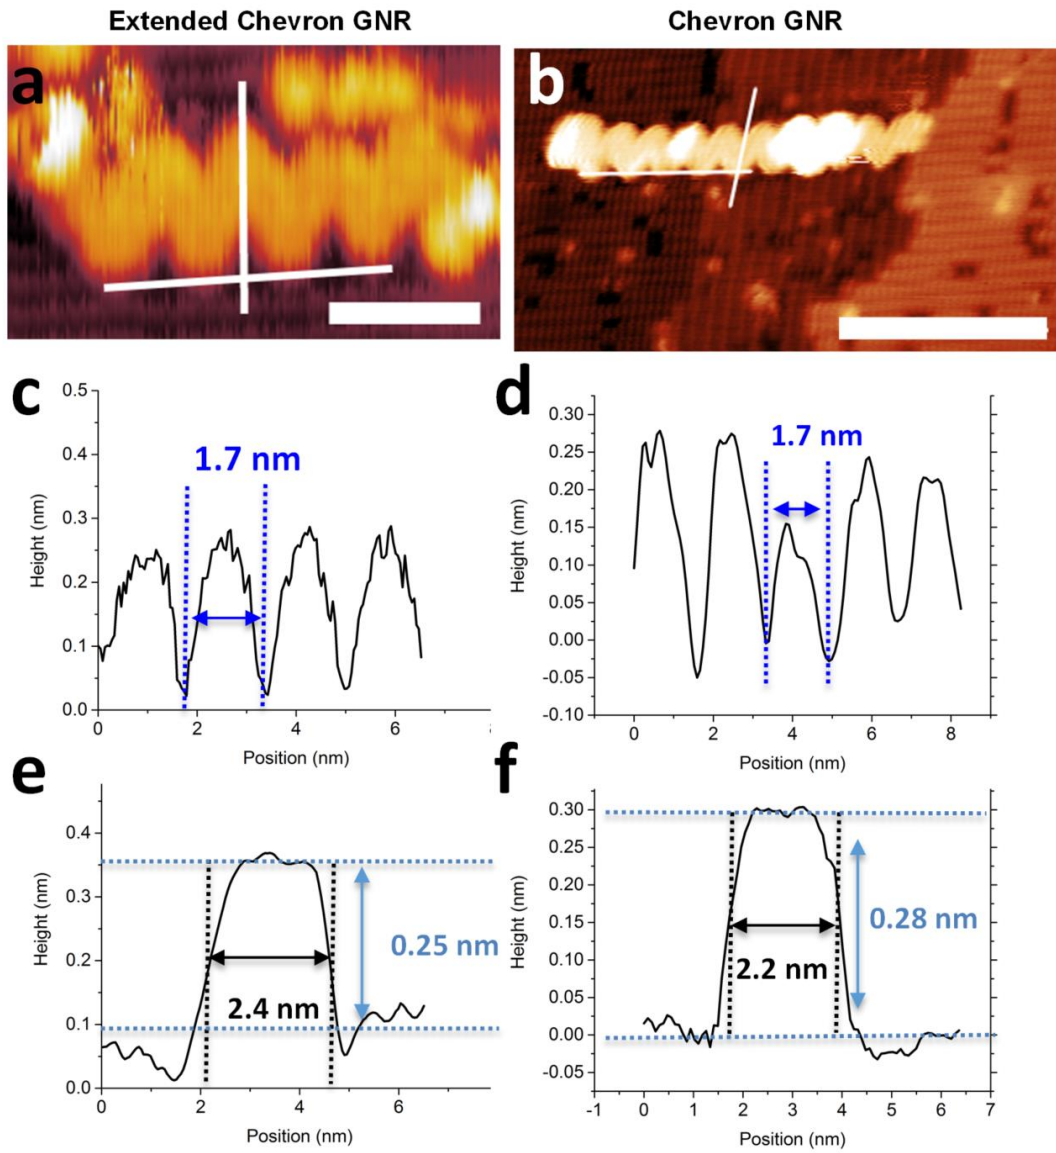 Extended Chevron GNR
Chevron GNR
a
b
c
0.5
0.4
0.3
0.2
0.1
0.0
Height (nm)
1.7 nm
0
2
4
6
Position (nm)
d
0.30
0.25
0.20
0.15
0.10
0.05
0.00
-0.05
-0.10
Height (nm)
1.7 nm
0
2
4
6
8
Position (nm)
e
0.4
0.3
0.2
0.1
0.0
Height (nm)
0.25 nm
2.4 nm
0
2
4
6
Position (nm)
f
0.30
0.25
0.20
0.15
0.10
0.05
0.00
-0.05
Height (nm)
0.28 nm
2.2 nm
-1
0
1
2
3
4
5
6
7
Position (nm)